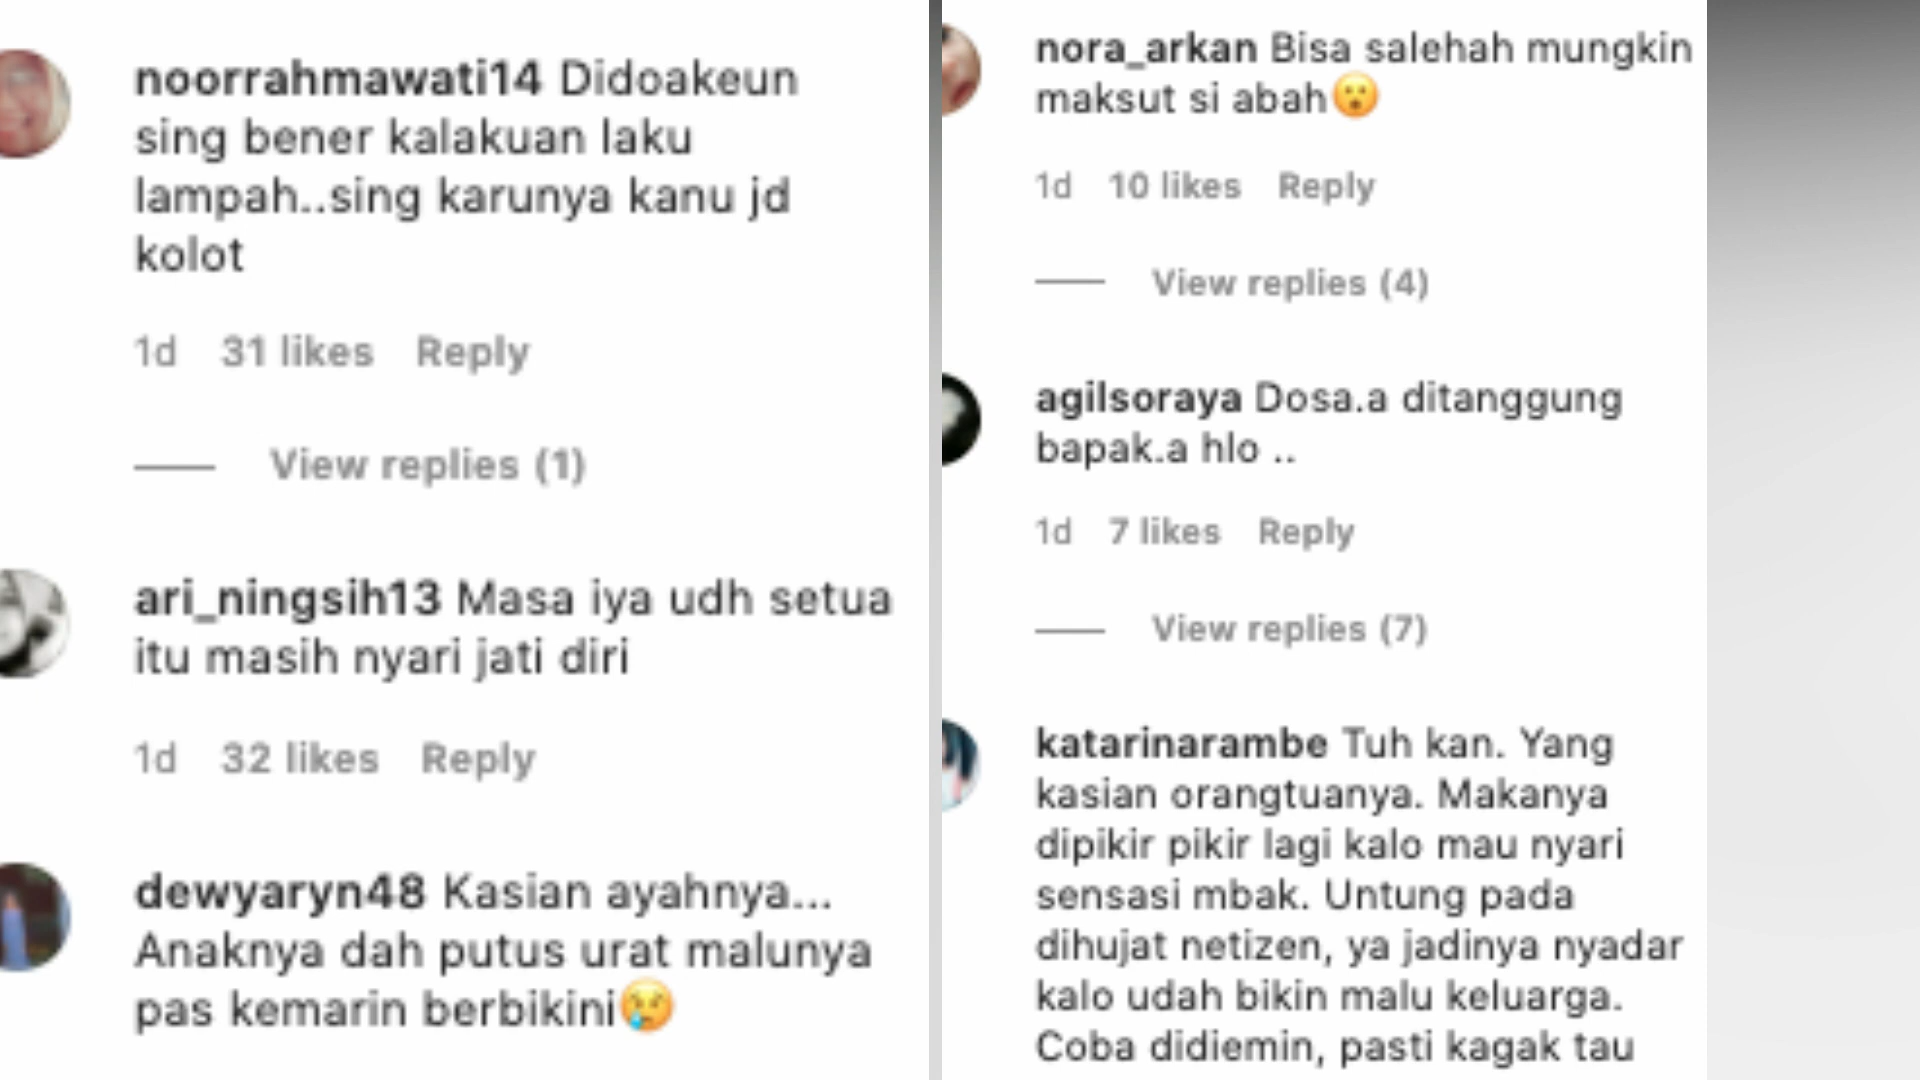 noorrahmawati14 Didoakeun
sing bener kalakuan laku
lampah..sing karunya kanu jd
kolot
1d 31 likes Reply
View replies (1)
ari_ningsih13 Masa iya udh setua
itu masih nyari jati diri
1d 32 likes Reply
dewyaryn48 Kasian ayahnya...
Anaknya dah putus urat malunya
pas kemarin berbikini😢
nora_arkan Bisa salehah mungkin
maksut si abah😮
1d 10 likes Reply
View replies (4)
agilsoraya Dosa.a ditanggung
bapak.a hlo ..
1d 7 likes Reply
View replies (7)
katarinarambe Tuh kan. Yang
kasian orangtuanya. Makanya
dipikir pikir lagi kalo mau nyari
sensasi mbak. Untung pada
dihujat netizen, ya jadinya nyadar
kalo udah bikin malu keluarga.
Coba didiemin, pasti kagak tau